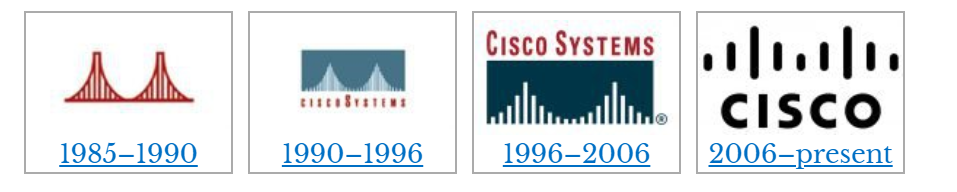 1985–1990
CISCOSYSTEMS
1990–1996
CISCO SYSTEMS
®
1996–2006
CISCO
2006–present